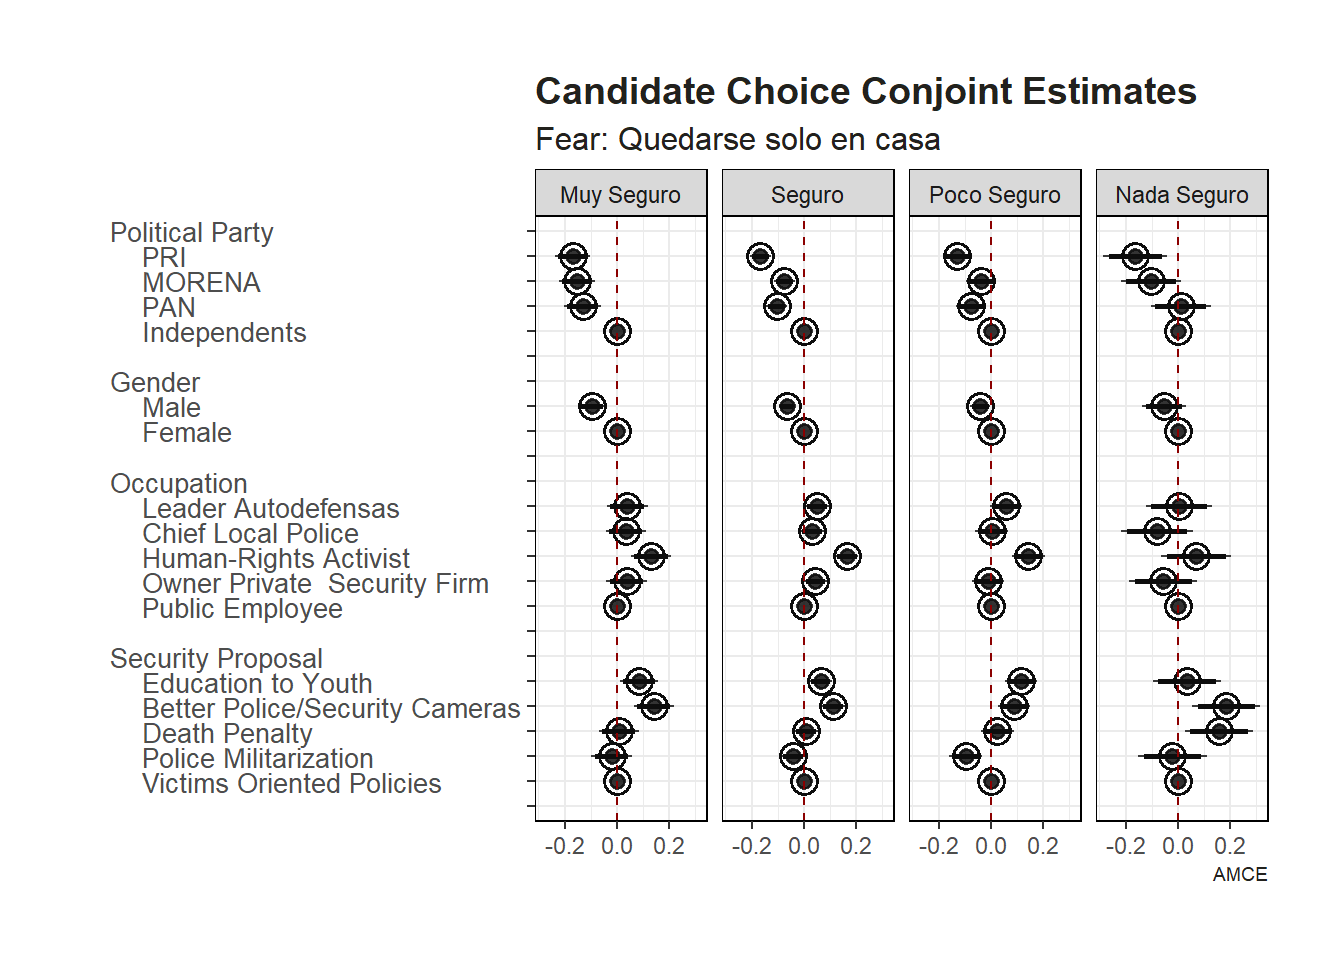 Candidate Choice Conjoint Estimates
Fear: Quedarse solo en casa
Muy Seguro Seguro Poco Seguro Nada Seguro
Political Party
PRI
MORENA
PAN
Independents
Gender
Male
Female
Occupation
Leader Autodefensas
Chief Local Police
Human-Rights Activist
Owner Private  Security Firm
Public Employee
Security Proposal
Education to Youth
Better Police/Security Cameras
Death Penalty
Police Militarization
Victims Oriented Policies
-0.2 0.0 0.2 -0.2 0.0 0.2 -0.2 0.0 0.2 -0.2 0.0 0.2
AMCE